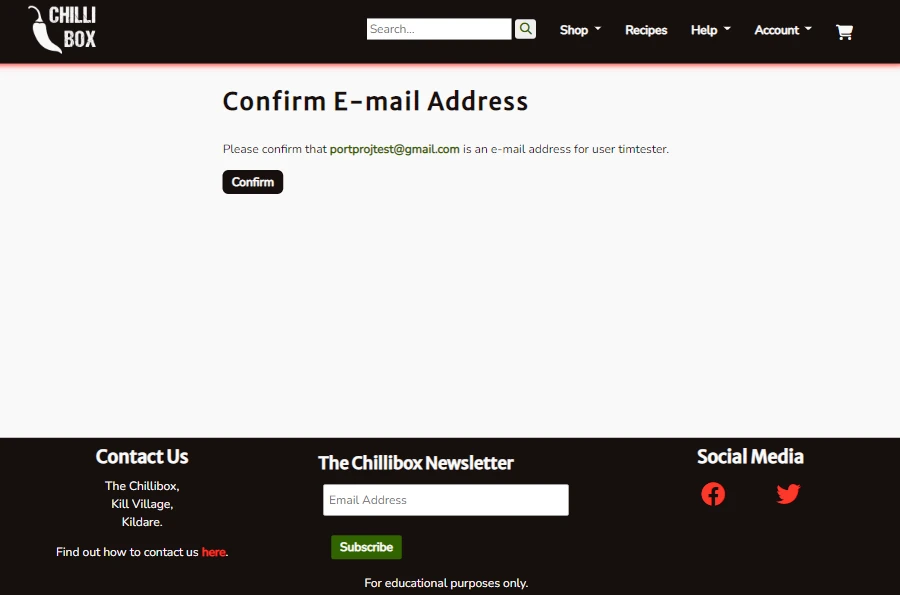 CHILLI
BOX
Search...
Shop
Recipes
Help
Account
Confirm E-mail Address
Please confirm that portprojtest@gmail.com is an e-mail address for user timtester.
Confirm
Contact Us
The Chillibox,
Kill Village,
Kildare.
Find out how to contact us here.
The Chillibox Newsletter
Email Address
Subscribe
For educational purposes only.
Social Media